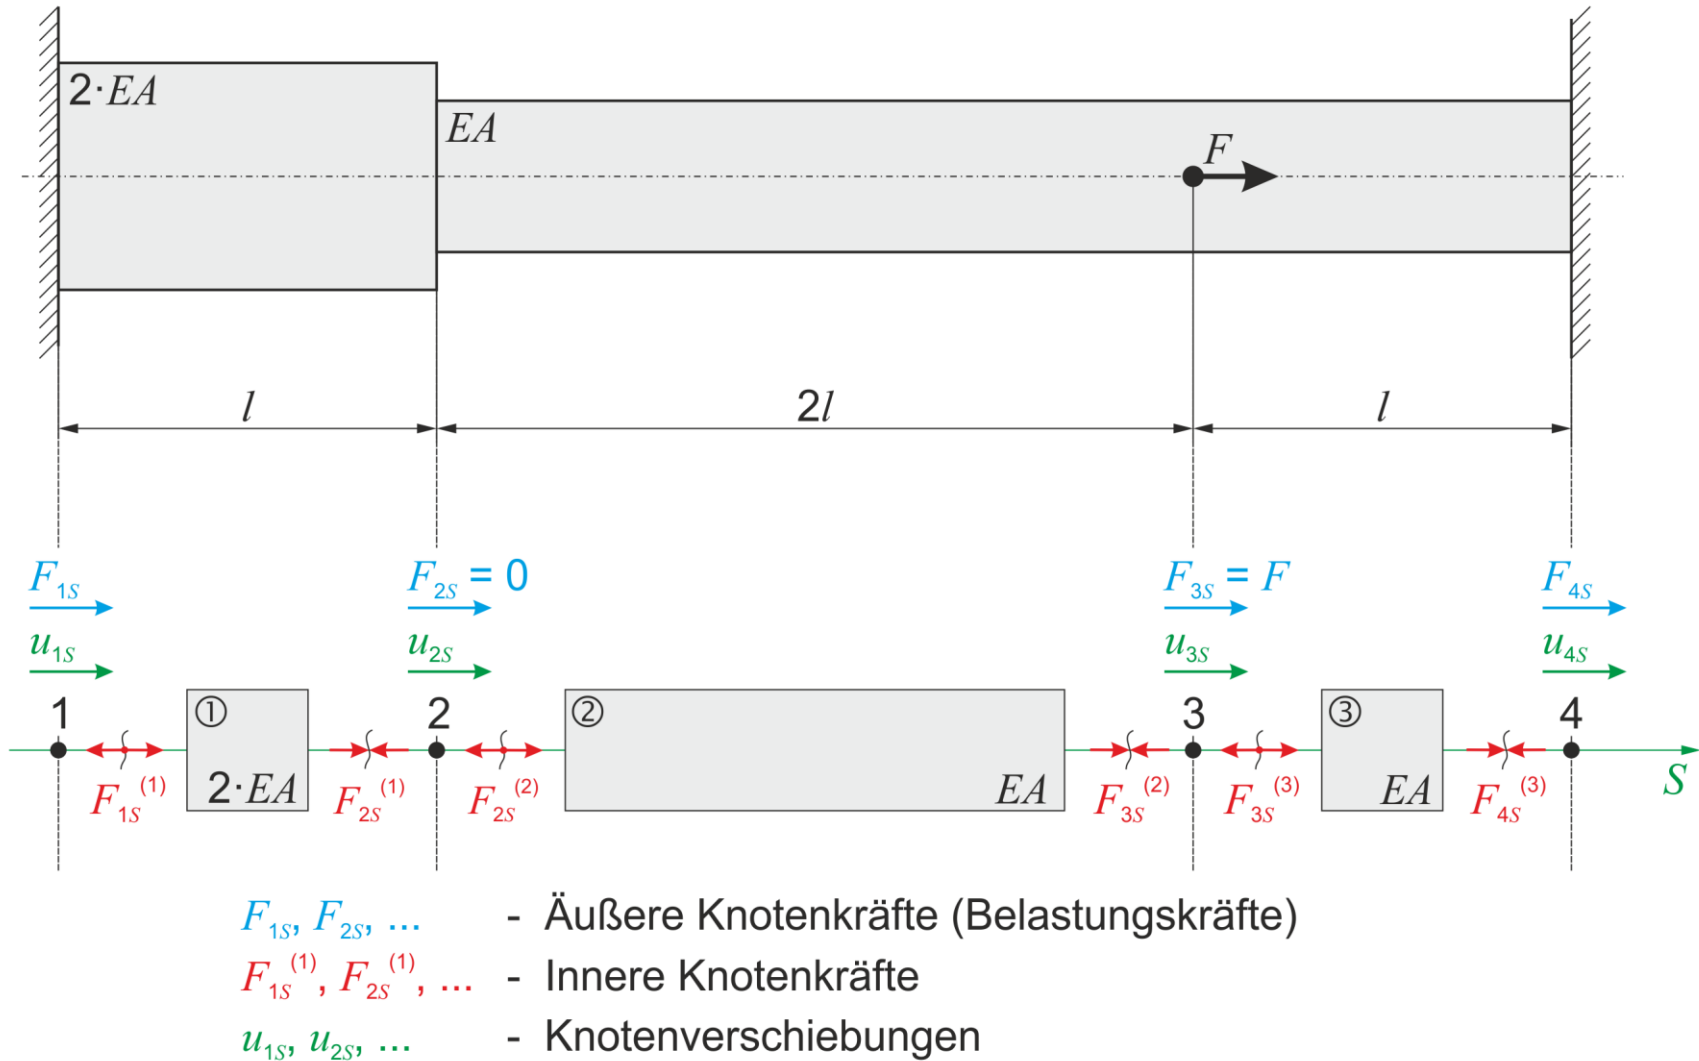 2·EA
EA
F
l 2l l
F₁S F₂S = 0 F₃S = F F₄S
u₁S u₂S u₃S u₄S
1 ① 2 ② 3 ③ 4
2·EA EA EA
F₁S⁽¹⁾ F₂S⁽¹⁾ F₂S⁽²⁾ F₃S⁽²⁾ F₃S⁽³⁾ F₄S⁽³⁾ S
F₁S, F₂S, ... - Äußere Knotenkräfte (Belastungskräfte)
F₁S⁽¹⁾, F₂S⁽¹⁾, ... - Innere Knotenkräfte
u₁S, u₂S, ... - Knotenverschiebungen